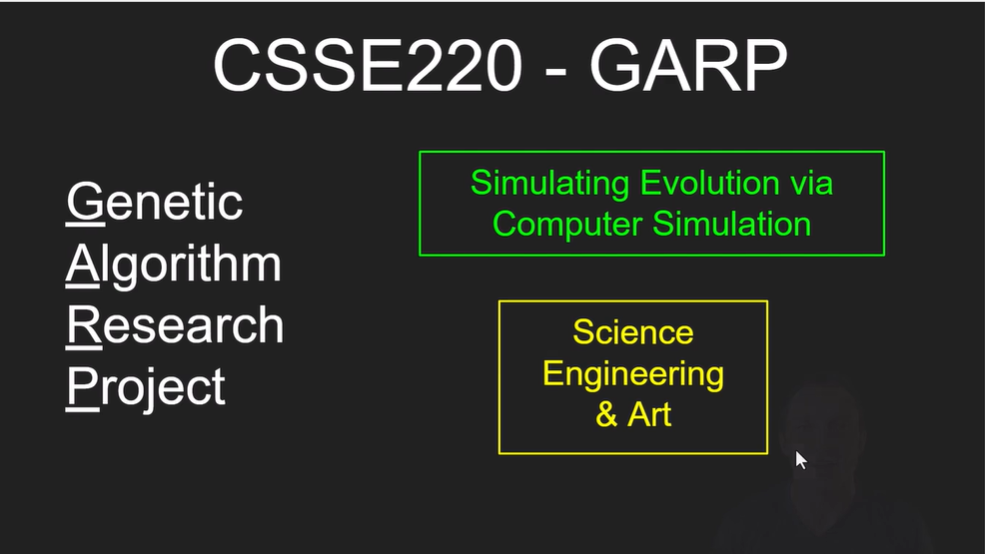 CSSE220 - GARP
Genetic
Algorithm
Research
Project
Simulating Evolution via
Computer Simulation
Science
Engineering
& Art